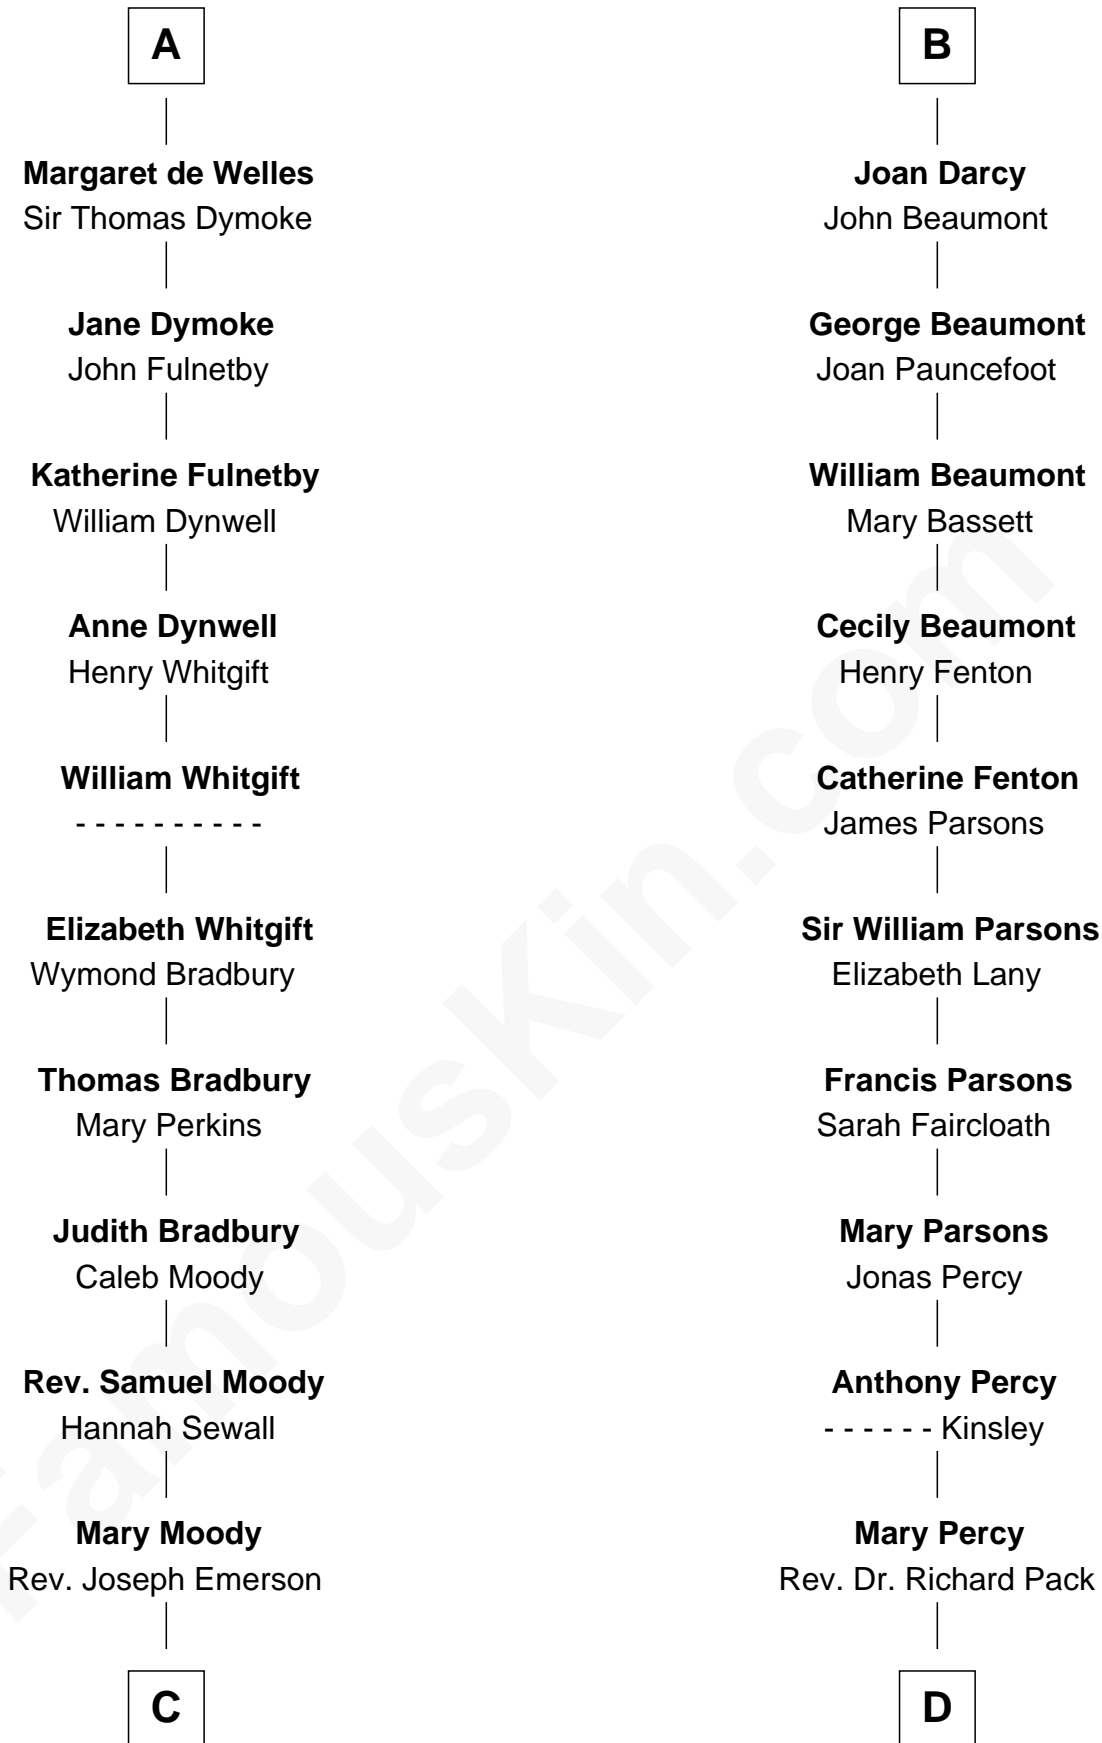 A
Margaret de Welles
Sir Thomas Dymoke
Jane Dymoke
John Fulnetby
Katherine Fulnetby
William Dynwell
Anne Dynwell
Henry Whitgift
William Whitgift
- - - - - - - - - -
Elizabeth Whitgift
Wymond Bradbury
Thomas Bradbury
Mary Perkins
Judith Bradbury
Caleb Moody
Rev. Samuel Moody
Hannah Sewall
Mary Moody
Rev. Joseph Emerson
C
B
Joan Darcy
John Beaumont
George Beaumont
Joan Pauncefoot
William Beaumont
Mary Bassett
Cecily Beaumont
Henry Fenton
Catherine Fenton
James Parsons
Sir William Parsons
Elizabeth Lany
Francis Parsons
Sarah Faircloath
Mary Parsons
Jonas Percy
Anthony Percy
- - - - - - Kinsley
Mary Percy
Rev. Dr. Richard Pack
D
FamousKin.com